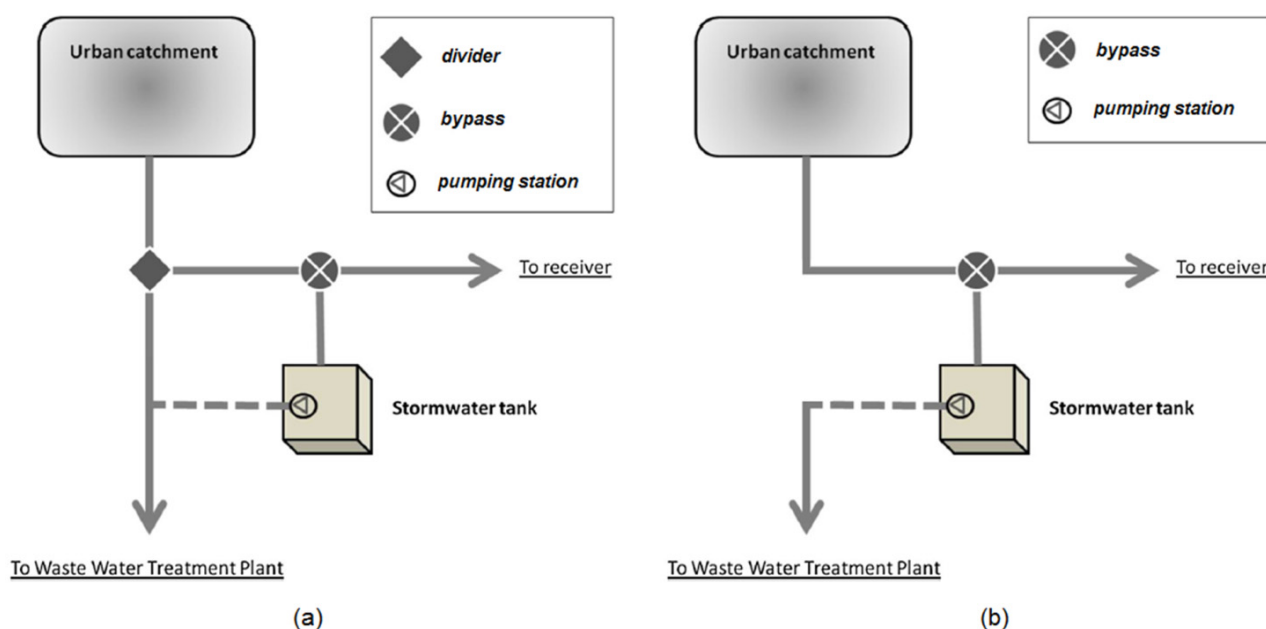 Urban catchment
divider
bypass
pumping station
To receiver
Stormwater tank
To Waste Water Treatment Plant
(a)
Urban catchment
bypass
pumping station
To receiver
Stormwater tank
To Waste Water Treatment Plant
(b)